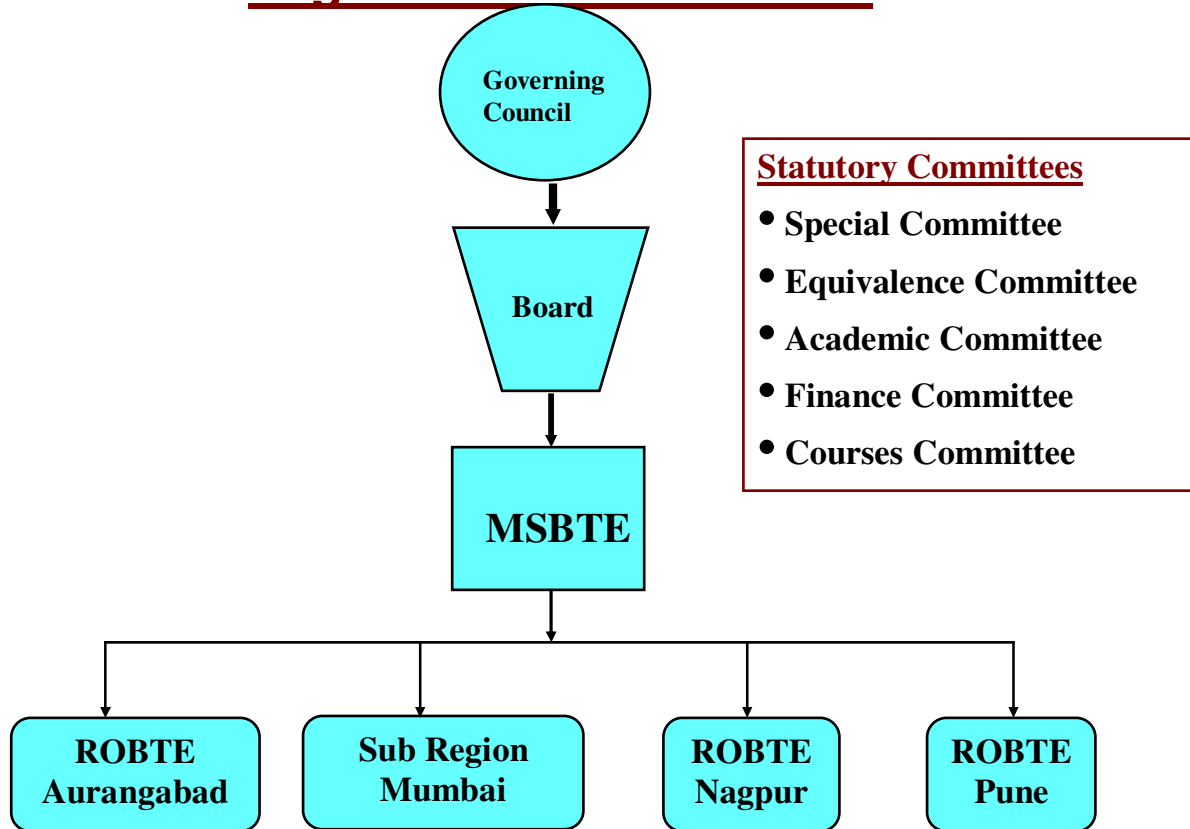 Governing
Council
Statutory Committees
• Special Committee
Board
• Equivalence Committee
• Academic Committee
• Finance Committee
• Courses Committee
MSBTE
ROBTE
Aurangabad
Sub Region
Mumbai
ROBTE
Nagpur
ROBTE
Pune